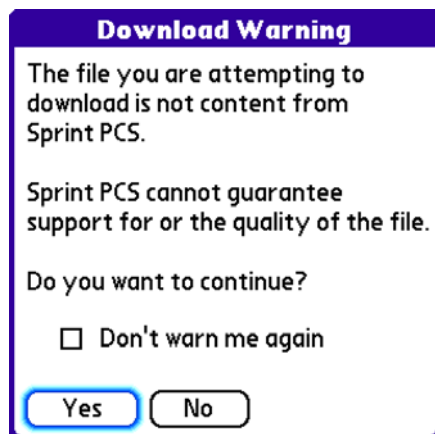 Download Warning
The file you are attempting to
download is not content from
Sprint PCS.
Sprint PCS cannot guarantee
support for or the quality of the file.
Do you want to continue?
Don't warn me again
Yes No